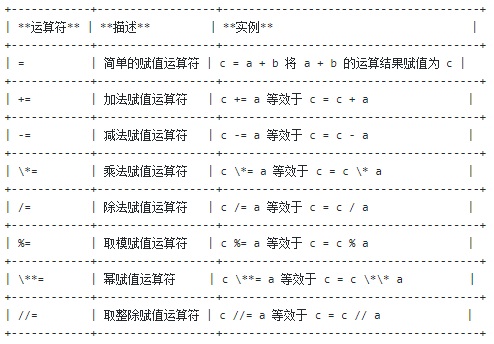 +----------+--------------+-----------------------------+
| **运算符** | **描述** | **实例** |
+----------+--------------+-----------------------------+
| = | 简单的赋值运算符 | c = a + b 将 a + b 的运算结果赋值为 c |
+----------+--------------+-----------------------------+
| += | 加法赋值运算符 | c += a 等效于 c = c + a |
+----------+--------------+-----------------------------+
| -= | 减法赋值运算符 | c -= a 等效于 c = c - a |
+----------+--------------+-----------------------------+
| \*= | 乘法赋值运算符 | c \*= a 等效于 c = c \* a |
+----------+--------------+-----------------------------+
| /= | 除法赋值运算符 | c /= a 等效于 c = c / a |
+----------+--------------+-----------------------------+
| %= | 取模赋值运算符 | c %= a 等效于 c = c % a |
+----------+--------------+-----------------------------+
| \**= | 幂赋值运算符 | c \**= a 等效于 c = c \*\* a |
+----------+--------------+-----------------------------+
| //= | 取整除赋值运算符 | c //= a 等效于 c = c // a |
+----------+--------------+-----------------------------+